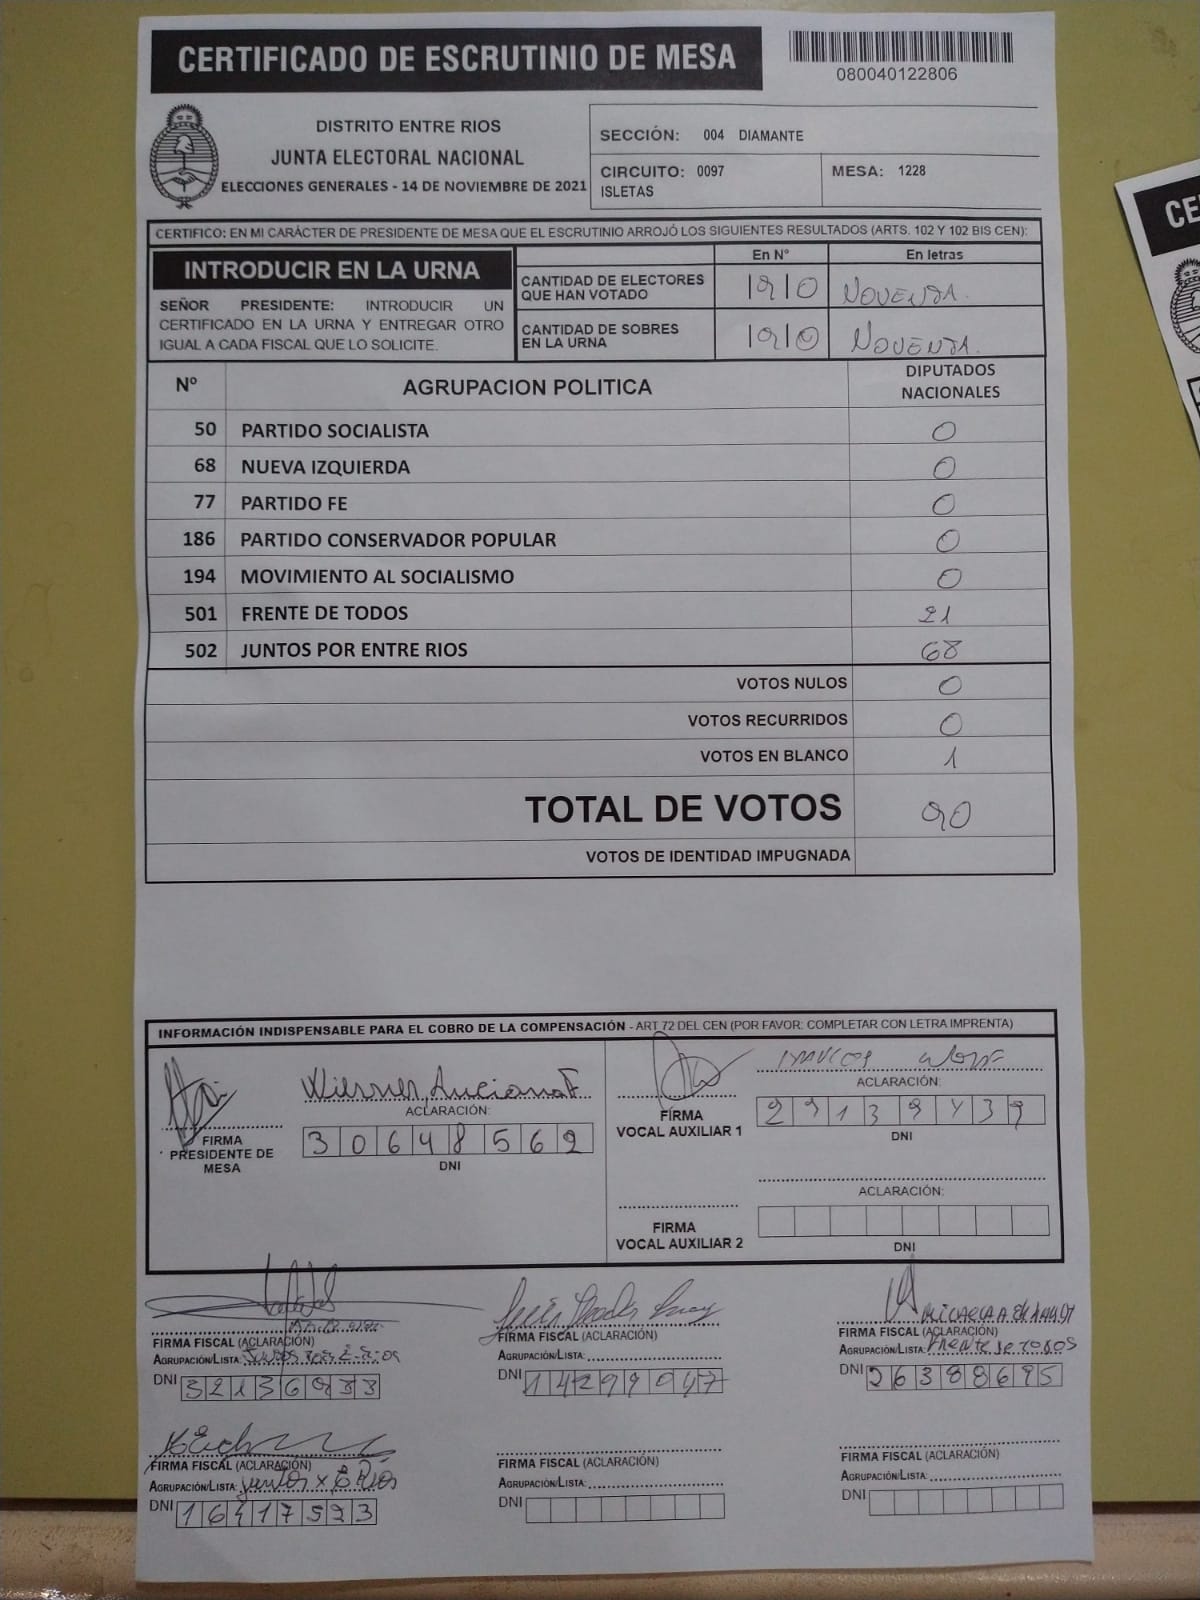 CERTIFICADO DE ESCRUTINIO DE MESA
080040122806
DISTRITO ENTRE RIOS
JUNTA ELECTORAL NACIONAL
ELECCIONES GENERALES - 14 DE NOVIEMBRE DE 2021
SECCIÓN: 004 DIAMANTE
CIRCUITO: 0097
ISLETAS
MESA: 1228
CERTIFICO: EN MI CARÁCTER DE PRESIDENTE DE MESA QUE EL ESCRUTINIO ARROJÓ LOS SIGUIENTES RESULTADOS (ARTS. 102 Y 102 BIS CEN):
INTRODUCIR EN LA URNA
SEÑOR PRESIDENTE: INTRODUCIR UN
CERTIFICADO EN LA URNA Y ENTREGAR OTRO
IGUAL A CADA FISCAL QUE LO SOLICITE.
En N° En letras
CANTIDAD DE ELECTORES
QUE HAN VOTADO 90 NOVENTA.
CANTIDAD DE SOBRES
EN LA URNA 90 NOVENTA.
Nº AGRUPACION POLITICA DIPUTADOS
NACIONALES
50 PARTIDO SOCIALISTA 0
68 NUEVA IZQUIERDA 0
77 PARTIDO FE 0
186 PARTIDO CONSERVADOR POPULAR 0
194 MOVIMIENTO AL SOCIALISMO 0
501 FRENTE DE TODOS 21
502 JUNTOS POR ENTRE RIOS 68
VOTOS NULOS 0
VOTOS RECURRIDOS 0
VOTOS EN BLANCO 1
TOTAL DE VOTOS 90
VOTOS DE IDENTIDAD IMPUGNADA
INFORMACIÓN INDISPENSABLE PARA EL COBRO DE LA COMPENSACIÓN - ART 72 DEL CEN (POR FAVOR: COMPLETAR CON LETRA IMPRENTA)
ACLARACIÓN:
FIRMA
PRESIDENTE DE
MESA
30648562
DNI
ACLARACIÓN:
FIRMA
VOCAL AUXILIAR 1
DNI
ACLARACIÓN:
FIRMA
VOCAL AUXILIAR 2
DNI
FIRMA FISCAL (ACLARACIÓN)
AGRUPACIÓN/LISTA:
DNI
FIRMA FISCAL (ACLARACIÓN)
AGRUPACIÓN/LISTA:
DNI
FIRMA FISCAL (ACLARACIÓN)
AGRUPACIÓN/LISTA: Frente de todos
DNI 26388695
FIRMA FISCAL (ACLARACIÓN)
AGRUPACIÓN/LISTA: Juntos x E Ríos
DNI
FIRMA FISCAL (ACLARACIÓN)
AGRUPACIÓN/LISTA:
DNI
FIRMA FISCAL (ACLARACIÓN)
AGRUPACIÓN/LISTA:
DNI